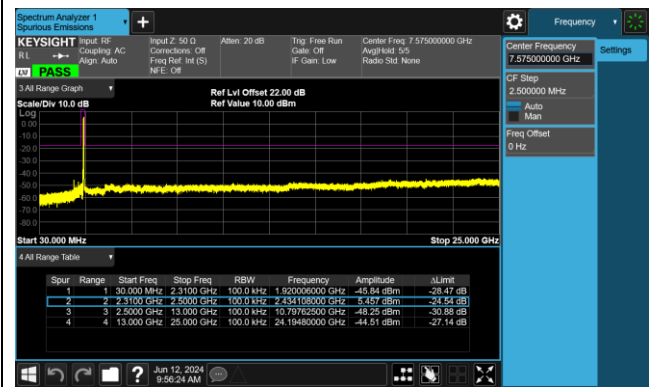 Spectrum Analyzer 1
Spurious Emissions
Frequency
KEYSIGHT
Input: RF
Coupling: AC
Align: Auto
Input Z: 50 Ω
Corrections: Off
Freq Ref: Int (S)
NFE: Off
Atten: 20 dB
Trig: Free Run
Gate: Off
IF Gain: Low
Center Freq: 7.575000000 GHz
Avg|Hold: 5/5
Radio Std: None
RL
LXI PASS
Center Frequency
7.575000000 GHz
Settings
CF Step
2.500000 MHz
Auto
Man
Freq Offset
0 Hz
3 All Range Graph
Scale/Div 10.0 dB
Ref Lvl Offset 22.00 dB
Ref Value 10.00 dBm
Log
0.00
-10.0
-20.0
-30.0
-40.0
-50.0
-60.0
-70.0
-80.0
Start 30.000 MHz
Stop 25.000 GHz
4 All Range Table
Spur Range Start Freq Stop Freq RBW Frequency Amplitude ΔLimit
1 1 30.000 MHz 2.3100 GHz 100.0 kHz 1.920006000 GHz -45.84 dBm -28.47 dB
2 2 2.3100 GHz 2.5000 GHz 100.0 kHz 2.434108000 GHz 5.457 dBm -24.54 dB
3 3 2.5000 GHz 13.000 GHz 100.0 kHz 10.79762500 GHz -48.25 dBm -30.88 dB
4 4 13.000 GHz 25.000 GHz 100.0 kHz 24.19480000 GHz -44.51 dBm -27.14 dB
?
Jun 12, 2024
9:56:24 AM